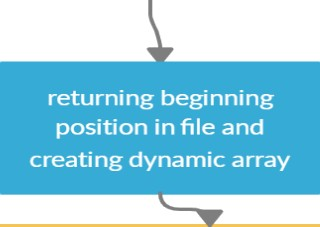 returning beginning
position in file and
creating dynamic array